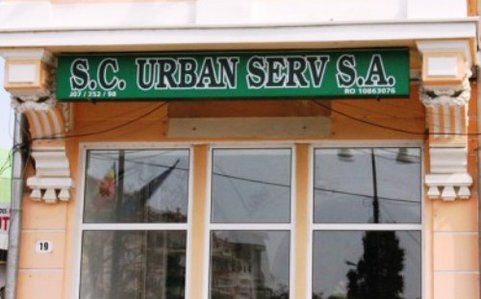 S.C. URBAN SERV S.A.
J07 / 252 / 98
RO 10863076
19